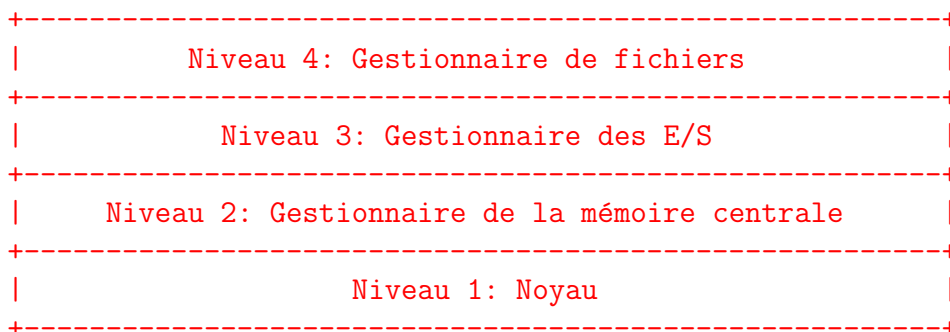 Niveau 4: Gestionnaire de fichiers
Niveau 3: Gestionnaire des E/S
Niveau 2: Gestionnaire de la mémoire centrale
Niveau 1: Noyau